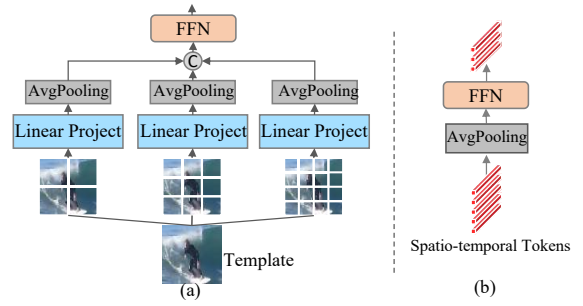 FFN
C
AvgPooling AvgPooling AvgPooling
Linear Project Linear Project Linear Project
Template
(a)
FFN
AvgPooling
Spatio-temporal Tokens
(b)